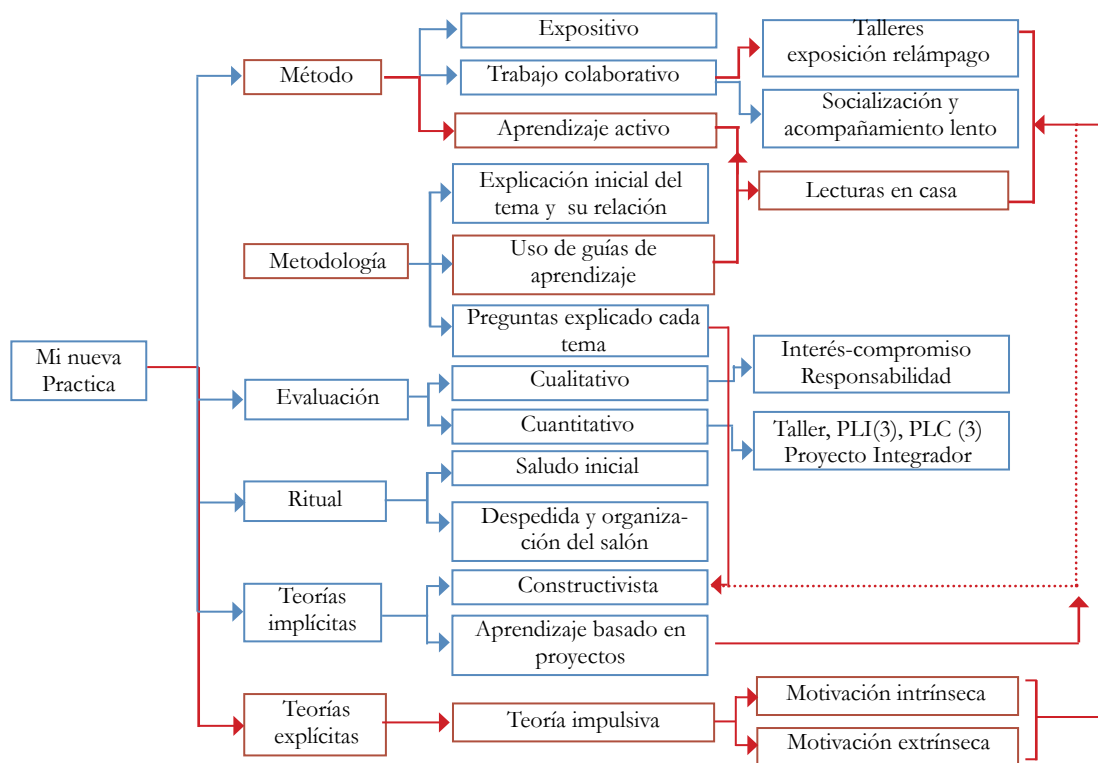 Mi nueva
Practica
Método
Expositivo
Trabajo colaborativo
Talleres
exposición relámpago
Socialización y
acompañamiento lento
Aprendizaje activo
Lecturas en casa
Metodología
Explicación inicial del
tema y su relación
Uso de guías de
aprendizaje
Preguntas explicado cada
tema
Evaluación
Cualitativo
Interés-compromiso
Responsabilidad
Cuantitativo
Taller, PLI(3), PLC (3)
Proyecto Integrador
Ritual
Saludo inicial
Despedida y organiza-
ción del salón
Teorías
implícitas
Constructivista
Aprendizaje basado en
proyectos
Teorías
explícitas
Teoría impulsiva
Motivación intrínseca
Motivación extrínseca